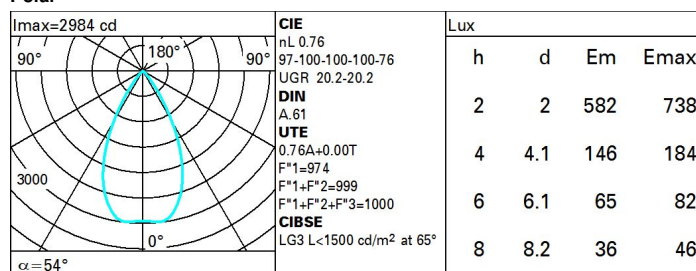 Imax=2984 cd
90°
180°
90°
3000
0°
α=54°
CIE
nL 0.76
97-100-100-100-76
UGR 20.2-20.2
DIN
A.61
UTE
0.76A+0.00T
F"1=974
F"1+F"2=999
F"1+F"2+F"3=1000
CIBSE
LG3 L<1500 cd/m² at 65°
Lux
h d Em Emax
2 2 582 738
4 4.1 146 184
6 6.1 65 82
8 8.2 36 46